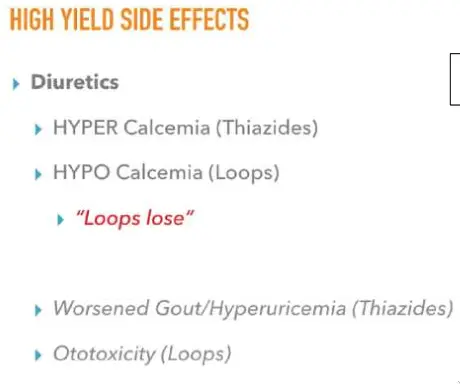 HIGH YIELD SIDE EFFECTS
Diuretics
HYPER Calcemia (Thiazides)
HYPO Calcemia (Loops)
"Loops lose"
Worsened Gout/Hyperuricemia (Thiazides)
Ototoxicity (Loops)